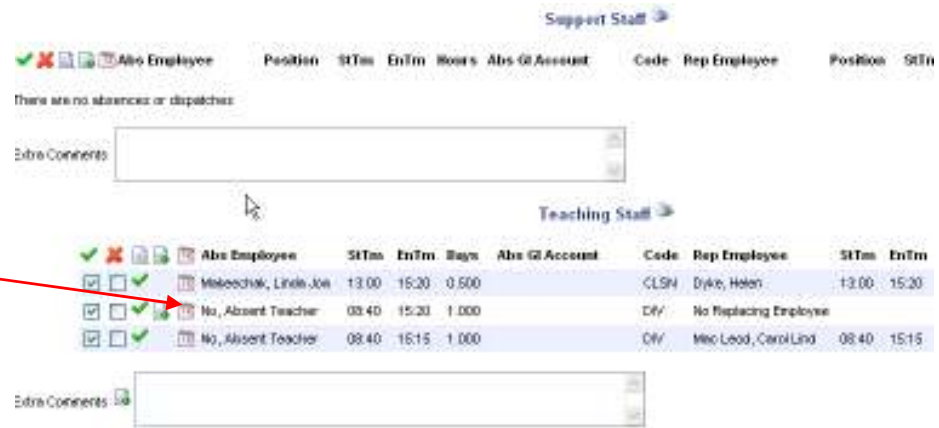 Support Staff
Abs Employee Position StTm EnTm Hours Abs Gl Account Code Rep Employee Position StTm
There are no absences or dispatches
Extra Comments
Teaching Staff
Abs Employee StTm EnTm Days Abs Gl Account Code Rep Employee StTm EnTm
Linda Jon 13:00 15:20 0.500 CLSN Dyke, Helen 13:00 15:20
No, Absent Teacher 08:40 15:20 1.000 DIV No Replacing Employee
No, Absent Teacher 08:40 15:15 1.000 DIV Mac Leod, Carol Lind 08:40 15:15
Extra Comments